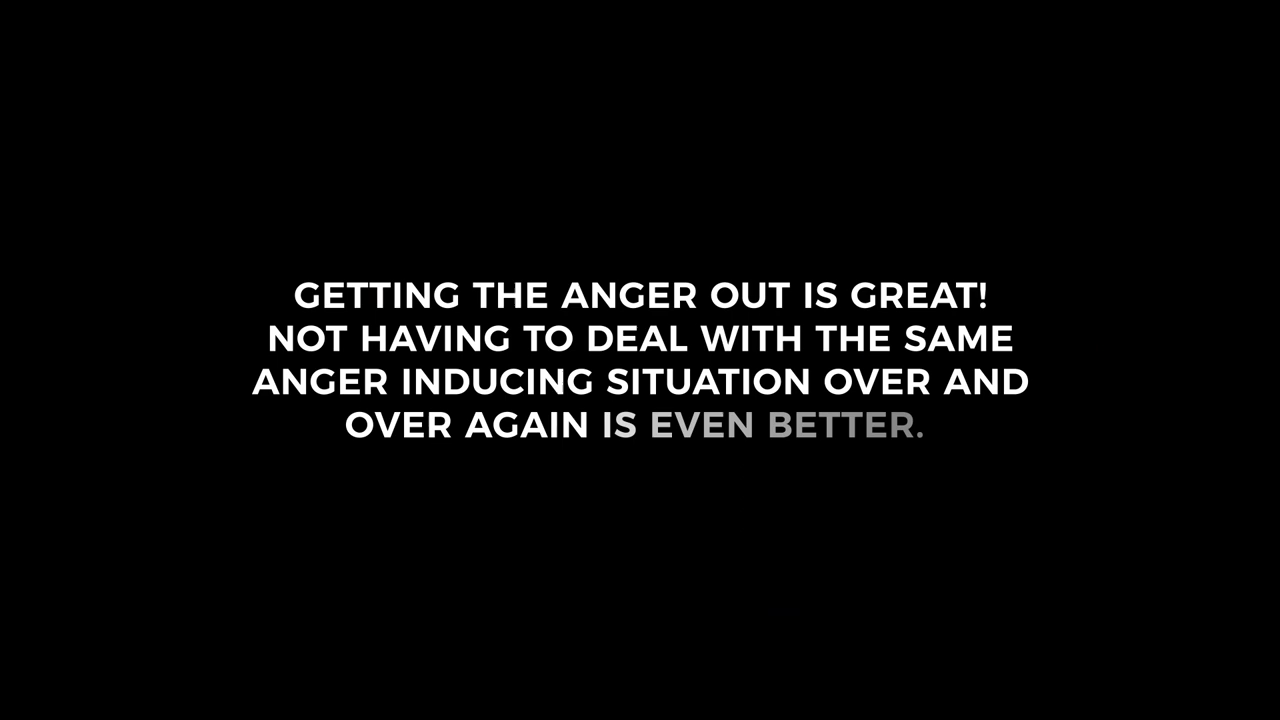 GETTING THE ANGER OUT IS GREAT!
NOT HAVING TO DEAL WITH THE SAME
ANGER INDUCING SITUATION OVER AND
OVER AGAIN IS EVEN BETTER.